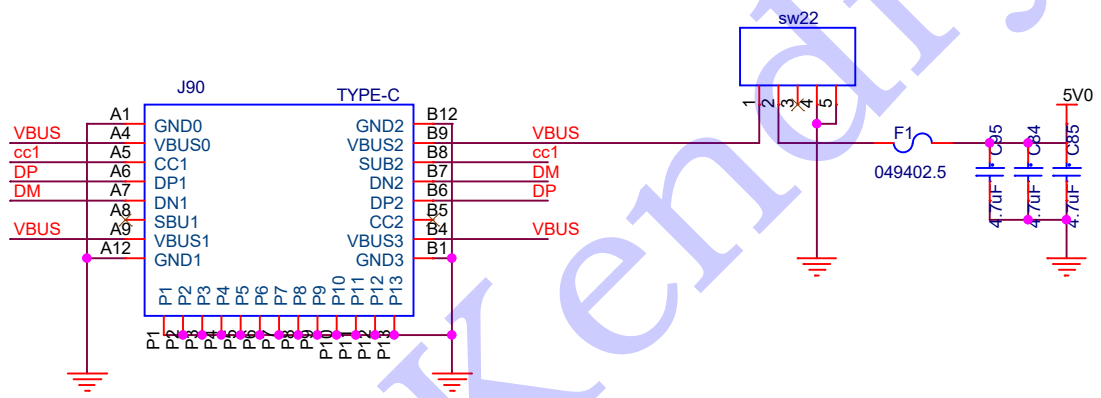 sw22
J90
TYPE-C
1
2
3
4
5
5V0
A1
GND0
GND2
B12
VBUS
A4
VBUS0
VBUS2
B9
VBUS
F1
C95
C84
C85
cc1
A5
CC1
SUB2
B8
cc1
DP
A6
DP1
DN2
B7
DM
049402.5
DM
A7
DN1
DP2
B6
DP
A8
SBU1
CC2
B5
4.7uF
4.7uF
4.7uF
VBUS
A9
VBUS1
VBUS3
B4
VBUS
A12
GND1
GND3
B1
P1
P2
P3
P4
P5
P6
P7
P8
P9
P10
P11
P12
P13
P1
P2
P3
P4
P5
P6
P7
P8
P9
P10
P11
P12
P13
Kendiy